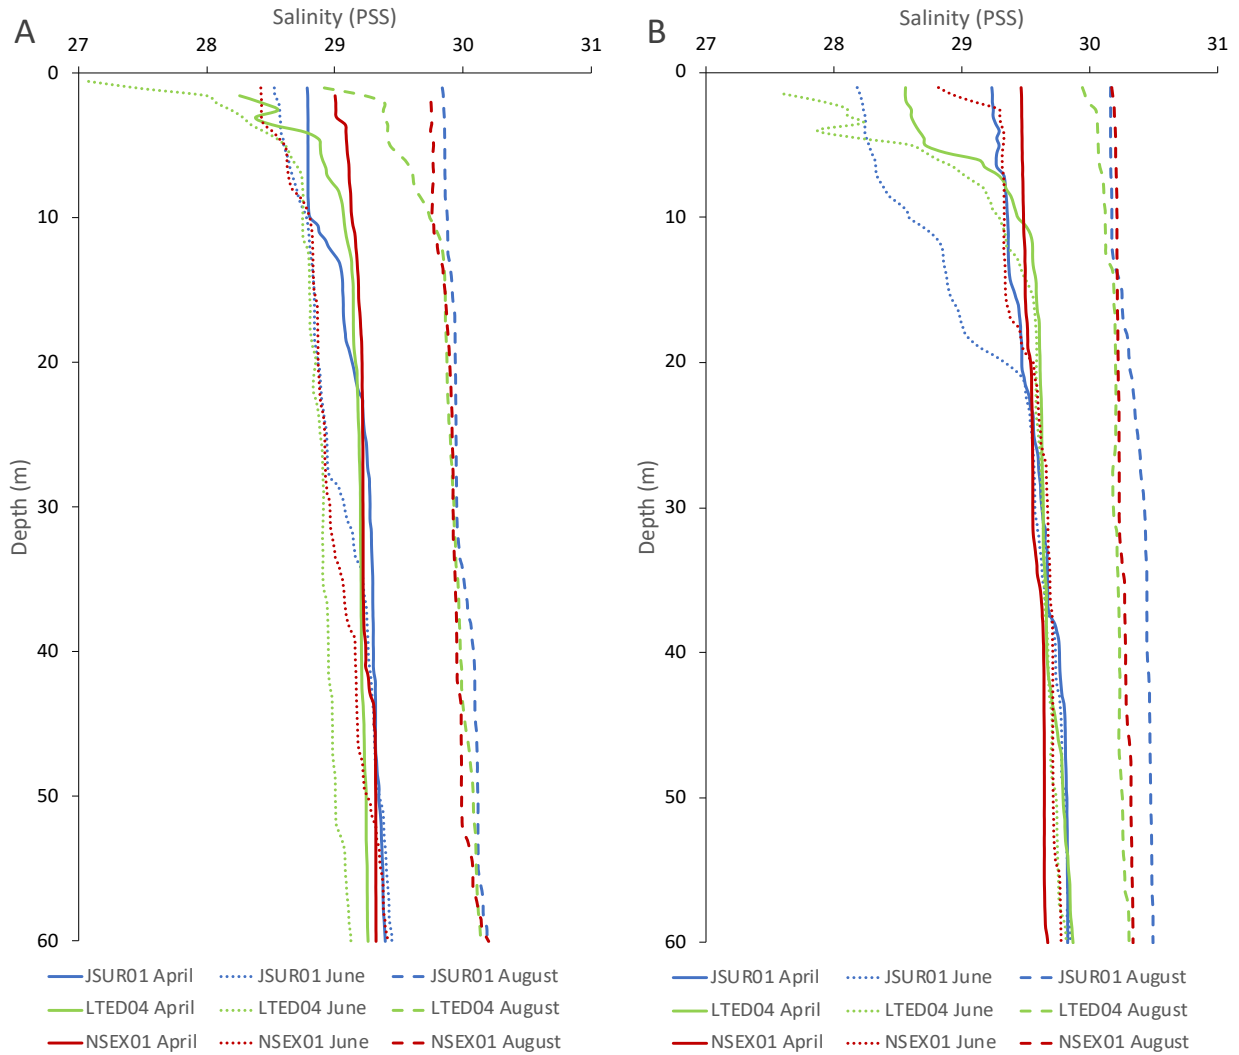 A
Salinity (PSS)
27 28 29 30 31
0
10
20
30
40
50
60
Depth (m)
JSUR01 April JSUR01 June JSUR01 August
LTED04 April LTED04 June LTED04 August
NSEX01 April NSEX01 June NSEX01 August
B
Salinity (PSS)
27 28 29 30 31
0
10
20
30
40
50
60
Depth (m)
JSUR01 April JSUR01 June JSUR01 August
LTED04 April LTED04 June LTED04 August
NSEX01 April NSEX01 June NSEX01 August